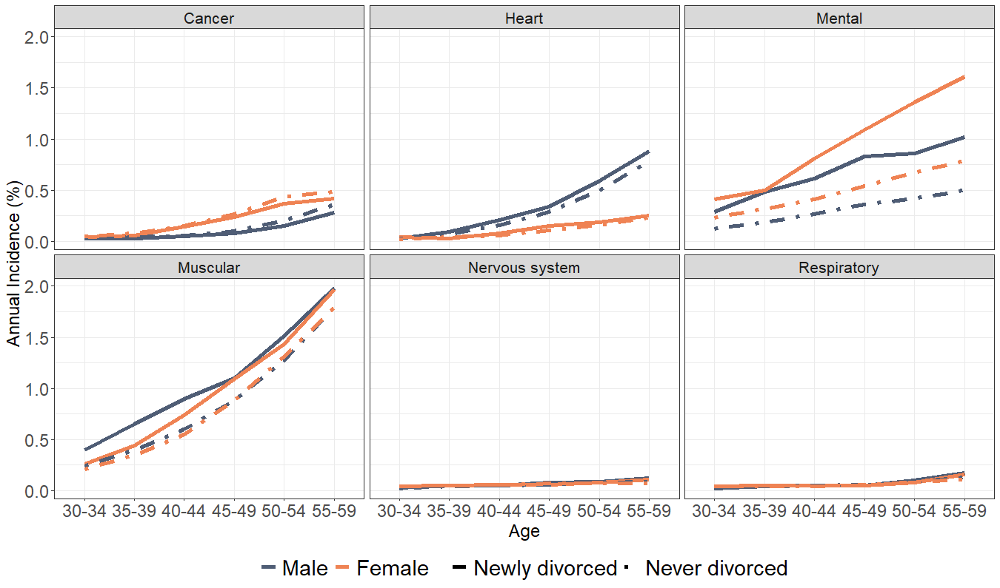 Cancer Heart Mental
2.0
1.5
1.0
0.5
0.0
Muscular Nervous system Respiratory
2.0
1.5
1.0
0.5
0.0
Annual Incidence (%)
30-34 35-39 40-44 45-49 50-54 55-59 30-34 35-39 40-44 45-49 50-54 55-59 30-34 35-39 40-44 45-49 50-54 55-59
Age
Male Female Newly divorced Never divorced